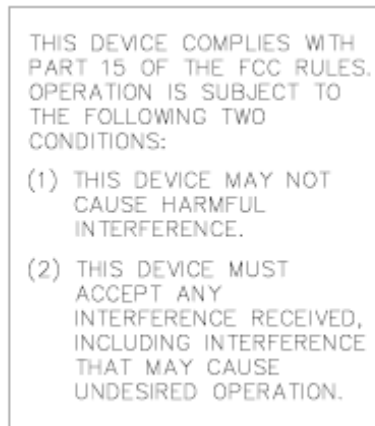 THIS DEVICE COMPLIES WITH
PART 15 OF THE FCC RULES.
OPERATION IS SUBJECT TO
THE FOLLOWING TWO
CONDITIONS:
(1) THIS DEVICE MAY NOT
CAUSE HARMFUL
INTERFERENCE.
(2) THIS DEVICE MUST
ACCEPT ANY
INTERFERENCE RECEIVED,
INCLUDING INTERFERENCE
THAT MAY CAUSE
UNDESIRED OPERATION.